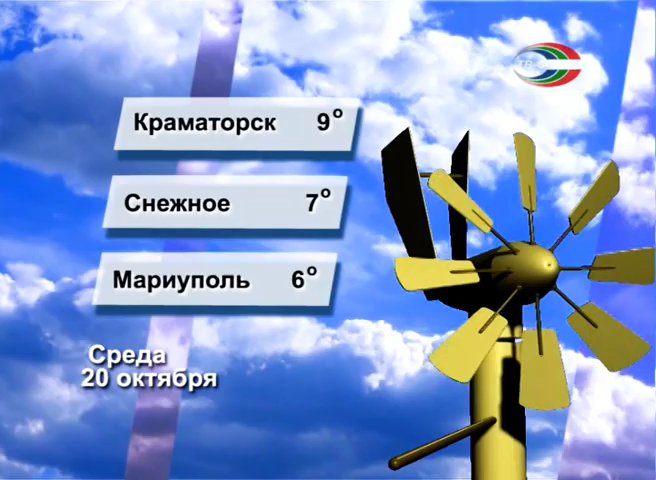 Краматорск 9°
Снежное 7°
Мариуполь 6°
Среда
20 октября